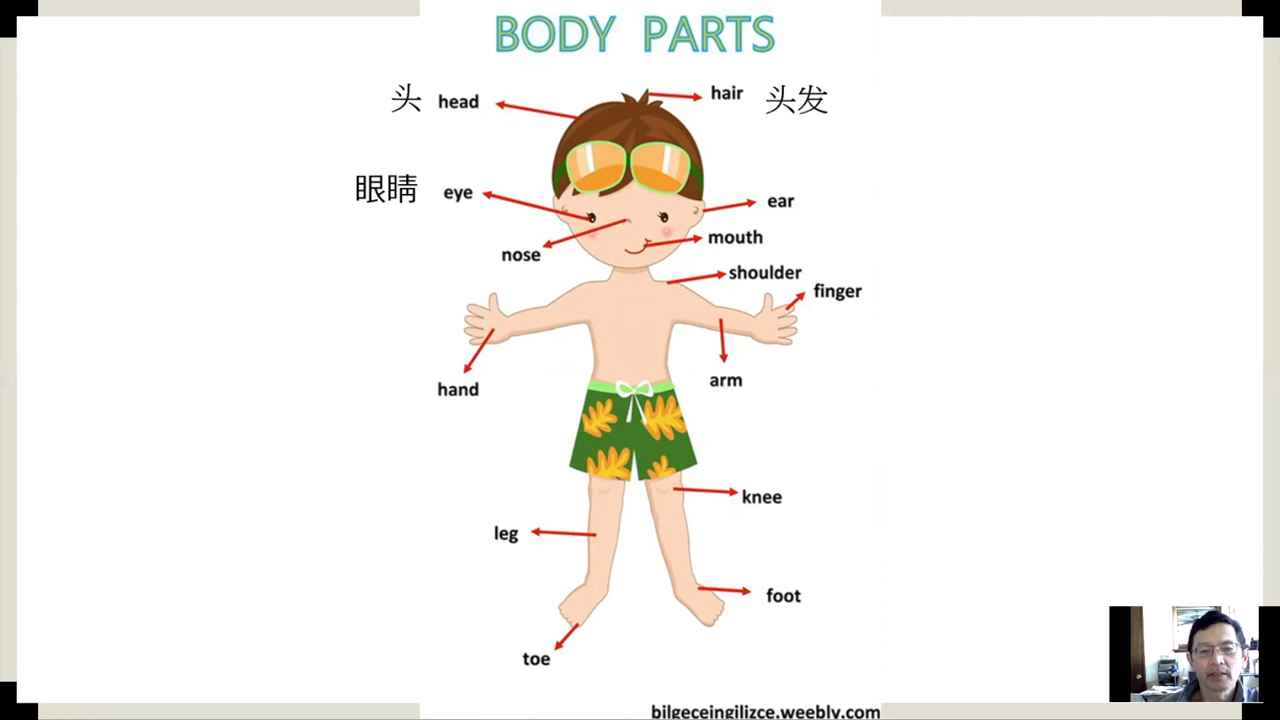 BODY PARTS
头 head
hair 头发
眼睛 eye
ear
mouth
nose
shoulder
finger
arm
hand
knee
leg
foot
toe
bilgeceingilizce.weebly.com